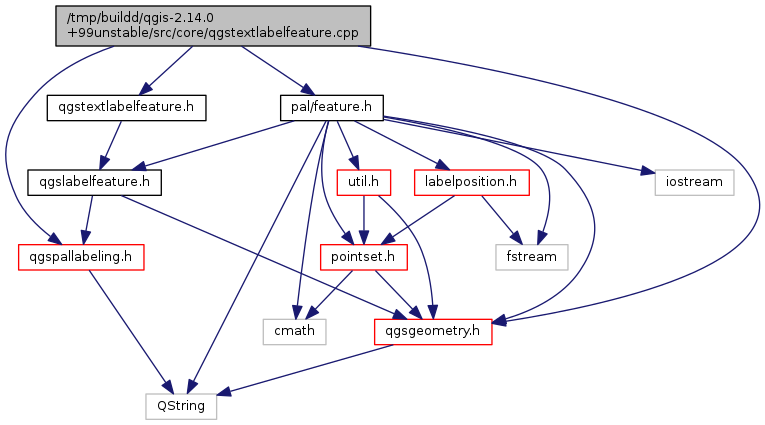 /tmp/buildd/qgis-2.14.0
+99unstable/src/core/qgstextlabelfeature.cpp
qgstextlabelfeature.h
pal/feature.h
qgslabelfeature.h
util.h
labelposition.h
iostream
qgspallabeling.h
pointset.h
fstream
cmath
qgsgeometry.h
QString